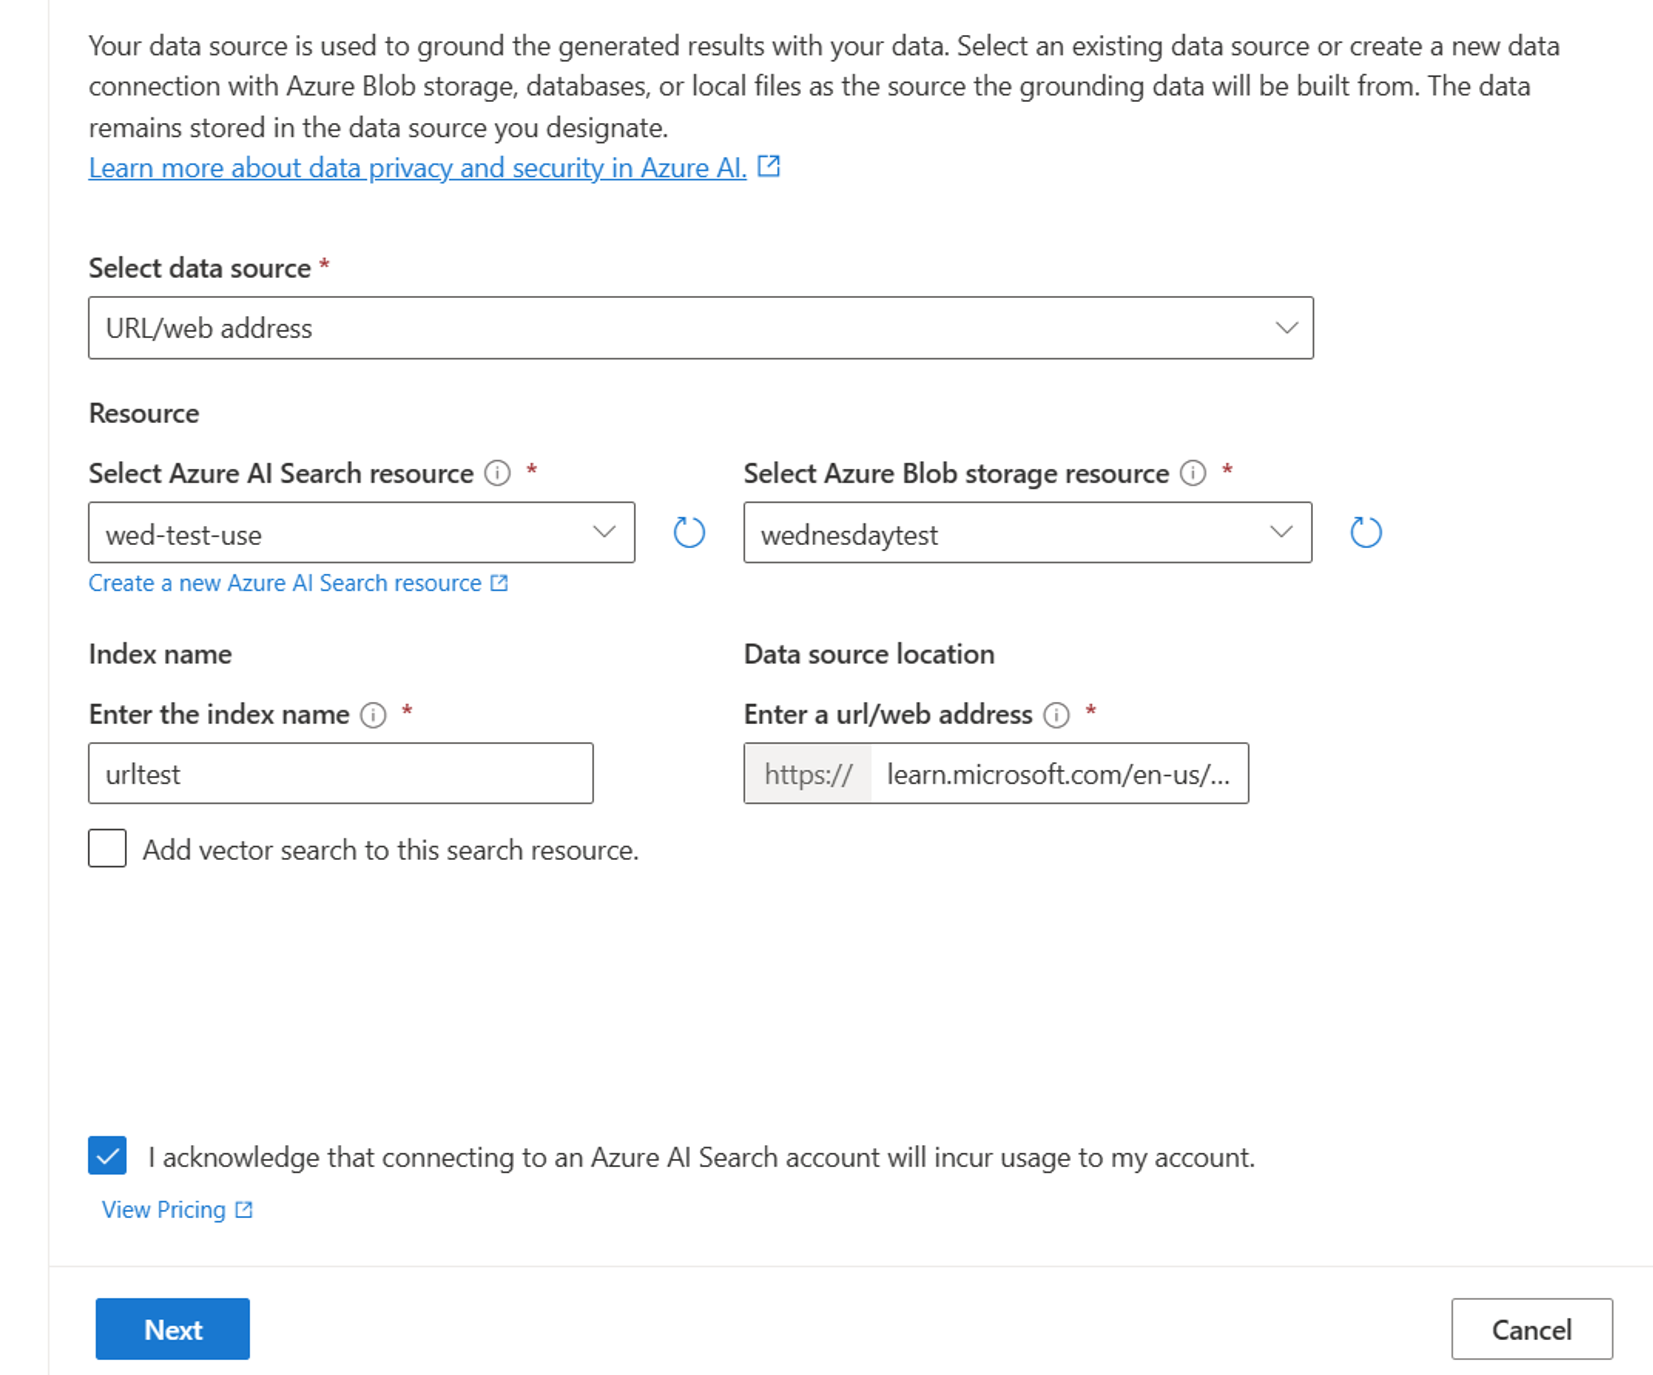 Your data source is used to ground the generated results with your data. Select an existing data source or create a new data
connection with Azure Blob storage, databases, or local files as the source the grounding data will be built from. The data
remains stored in the data source you designate.
Learn more about data privacy and security in Azure AI.
Select data source *
URL/web address
Resource
Select Azure AI Search resource *
Select Azure Blob storage resource *
wed-test-use
wednesdaytest
Create a new Azure AI Search resource
Index name
Data source location
Enter the index name *
Enter a url/web address *
urltest
https:// learn.microsoft.com/en-us/...
Add vector search to this search resource.
I acknowledge that connecting to an Azure AI Search account will incur usage to my account.
View Pricing
Next
Cancel